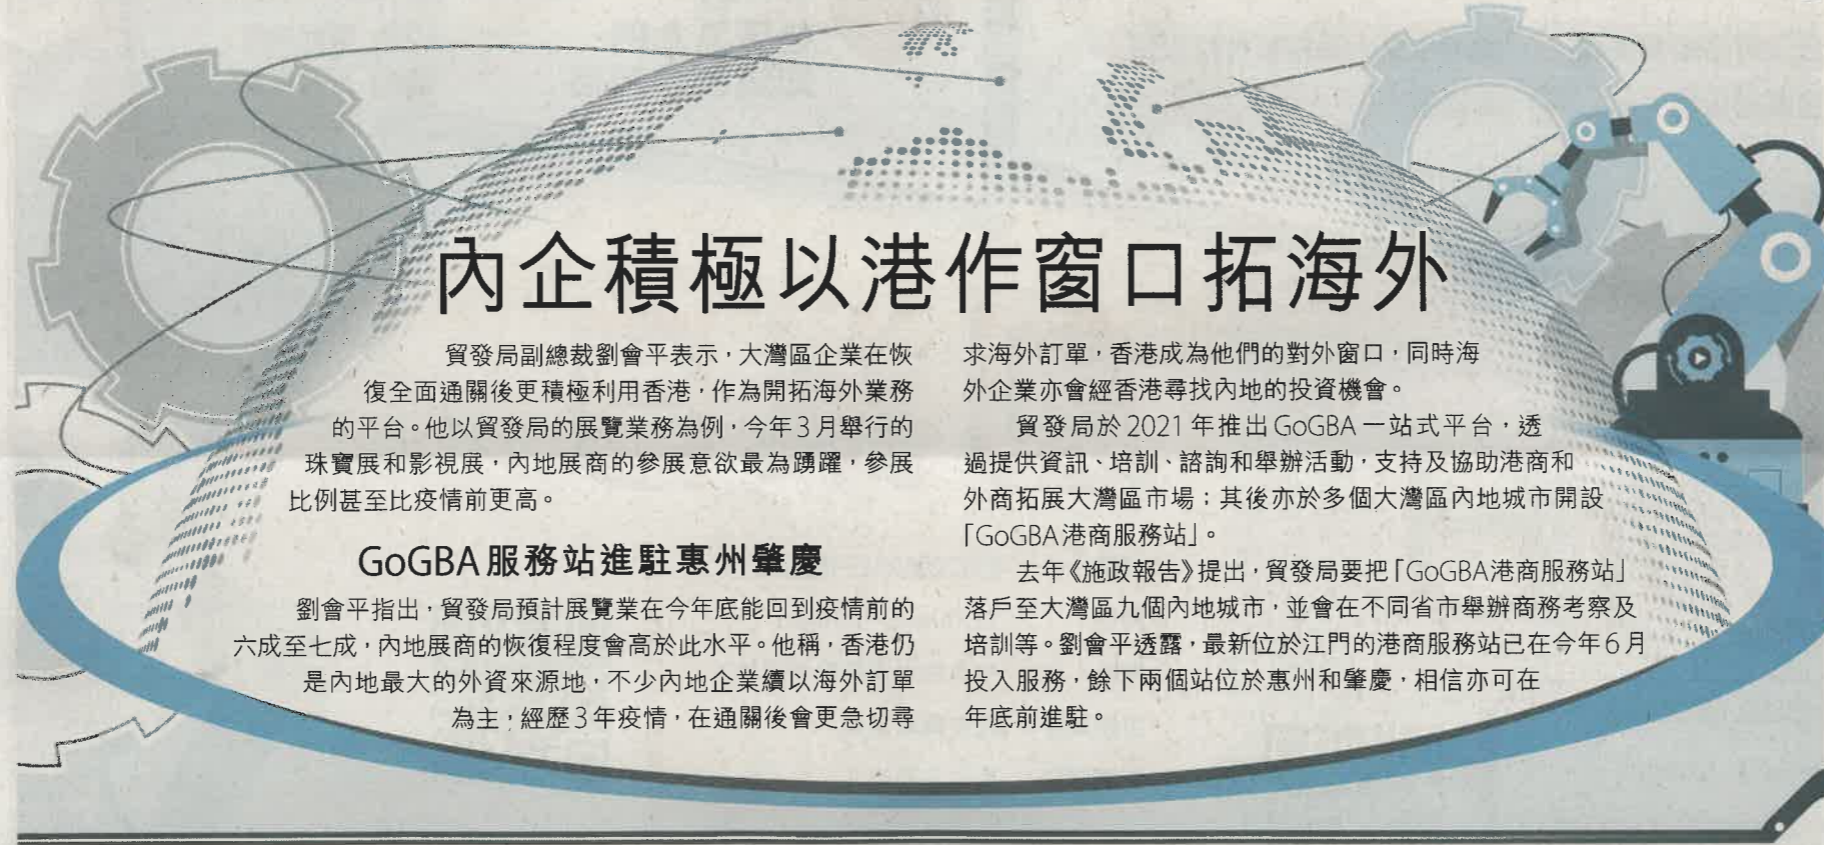 內企積極以港作窗口拓海外
貿發局副總裁劉會平表示，大灣區企業在恢
復全面通關後更積極利用香港，作為開拓海外業務
的平台。他以貿發局的展覽業務為例，今年3月舉行的
珠寶展和影視展，內地展商的參展意欲最為踴躍，參展
比例甚至比疫情前更高。
GoGBA服務站進駐惠州肇慶
劉會平指出，貿發局預計展覽業在今年底能回到疫情前的
六成至七成，內地展商的恢復程度會高於此水平。他稱，香港仍
是內地最大的外資來源地，不少內地企業續以海外訂單
為主，經歷3年疫情，在通關後會更急切尋
求海外訂單，香港成為他們的對外窗口，同時海
外企業亦會經香港尋找內地的投資機會。
貿發局於2021年推出GoGBA一站式平台，透
過提供資訊、培訓、諮詢和舉辦活動，支持及協助港商和
外商拓展大灣區市場；其後亦於多個大灣區內地城市開設
「GoGBA港商服務站」。
去年《施政報告》提出，貿發局要把「GoGBA港商服務站」
落戶至大灣區九個內地城市，並會在不同省市舉辦商務考察及
培訓等。劉會平透露，最新位於江門的港商服務站已在今年6月
投入服務，餘下兩個站位於惠州和肇慶，相信亦可在
年底前進駐。